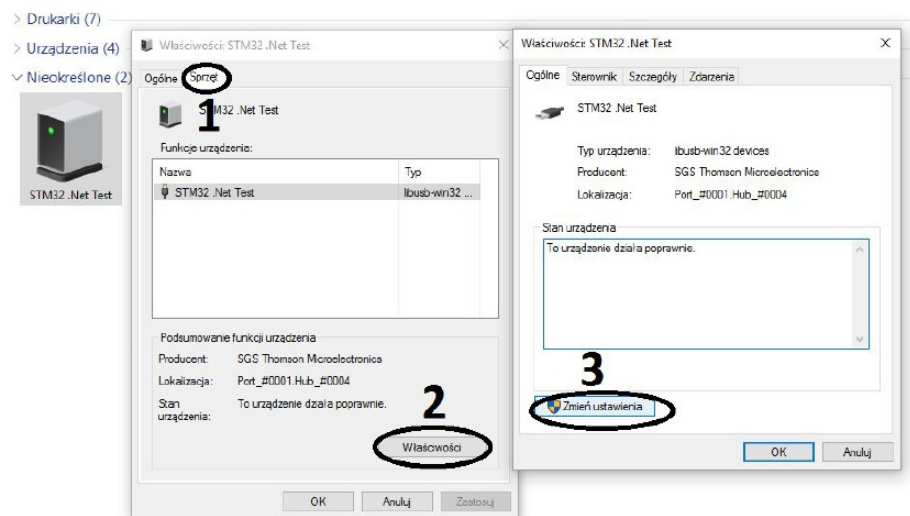 Drukarki (7)
Urządzenia (4)
Nieokreślone (2)
STM32 .Net Test
Właściwości: STM32 .Net Test
Ogólne Sprzęt
1
STM32 .Net Test
Funkcje urządzenia:
Nazwa Typ
STM32 .Net Test libusb-win32 ...
Podsumowanie funkcji urządzenia
Producent: SGS Thomson Microelectronics
Lokalizacja: Port_#0001.Hub_#0004
Stan urządzenia: To urządzenie działa poprawnie.
2
Właściwości
OK Anuluj Zastosuj
Właściwości: STM32 .Net Test
Ogólne Sterownik Szczegóły Zdarzenia
STM32 .Net Test
Typ urządzenia: libusb-win32 devices
Producent: SGS Thomson Microelectronics
Lokalizacja: Port_#0001.Hub_#0004
Stan urządzenia
To urządzenie działa poprawnie.
3
Zmień ustawienia
OK Anuluj